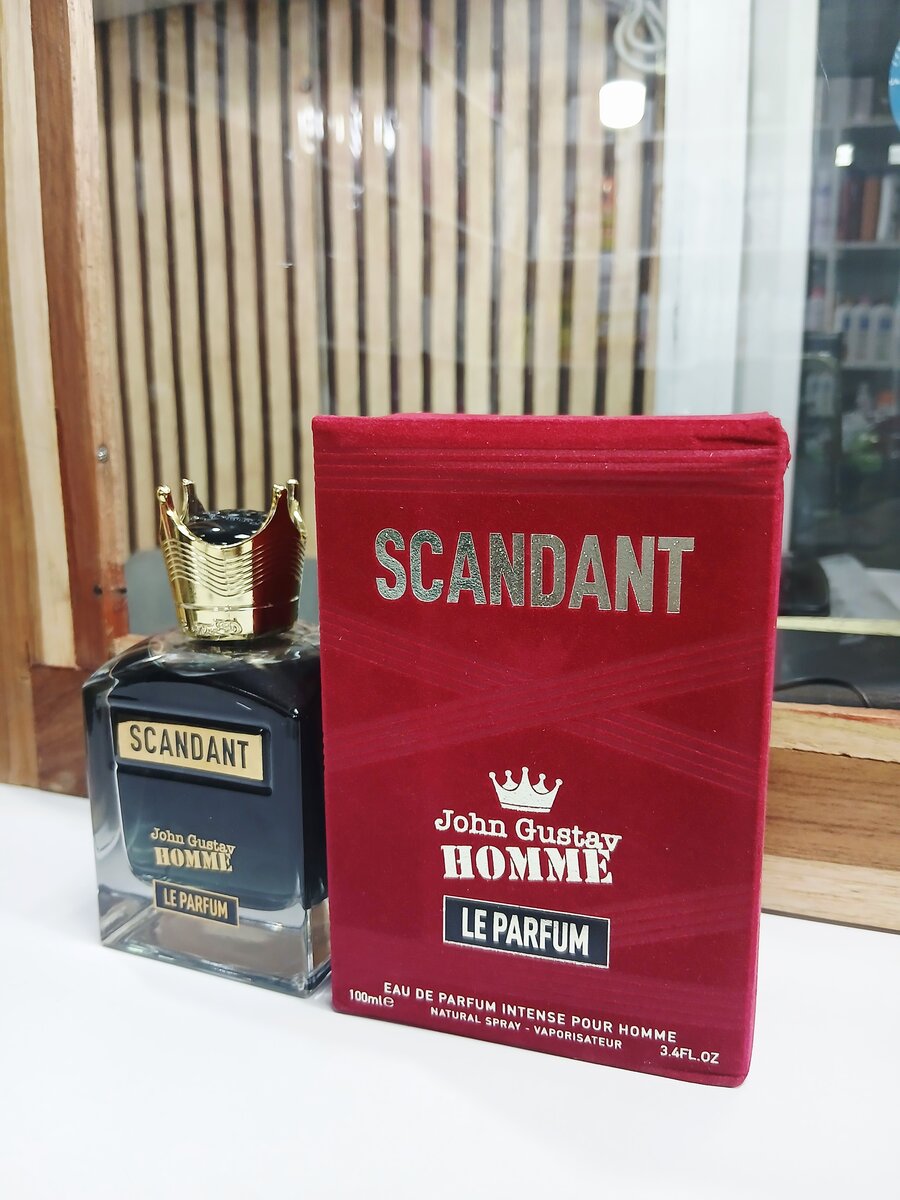 SCANDANT
John Gustav
HOMME
LE PARFUM
SCANDANT
John Gustav
HOMME
LE PARFUM
EAU DE PARFUM INTENSE POUR HOMME
100ml℮
NATURAL SPRAY - VAPORISATEUR
3.4FL.OZ